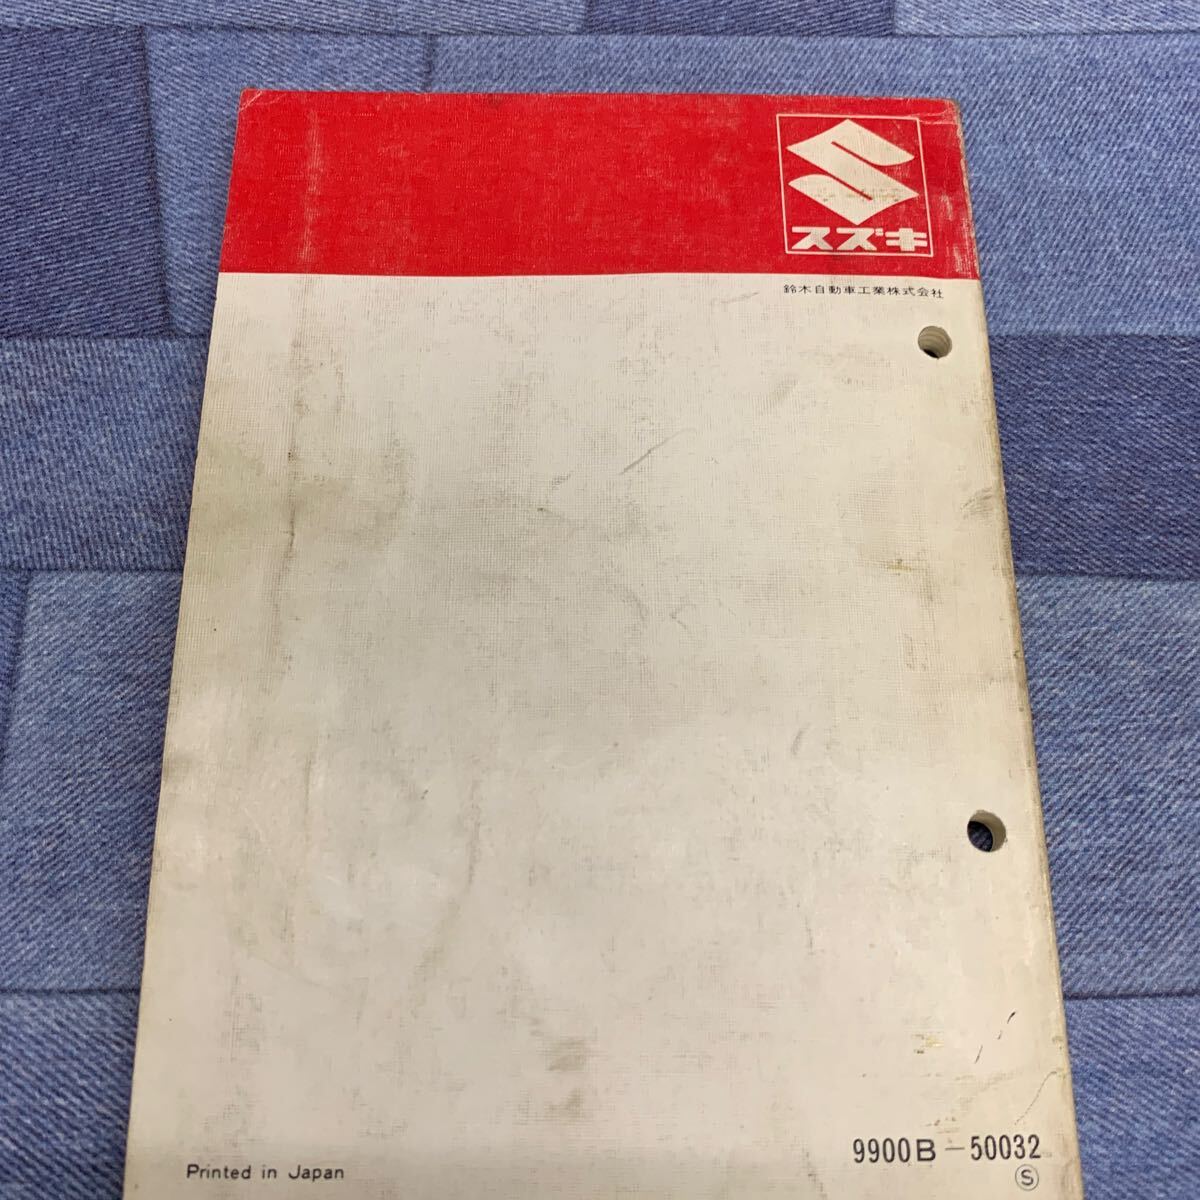 スズキ
鈴木自動車工業株式会社
9900B-50032
Ⓢ
Printed in Japan